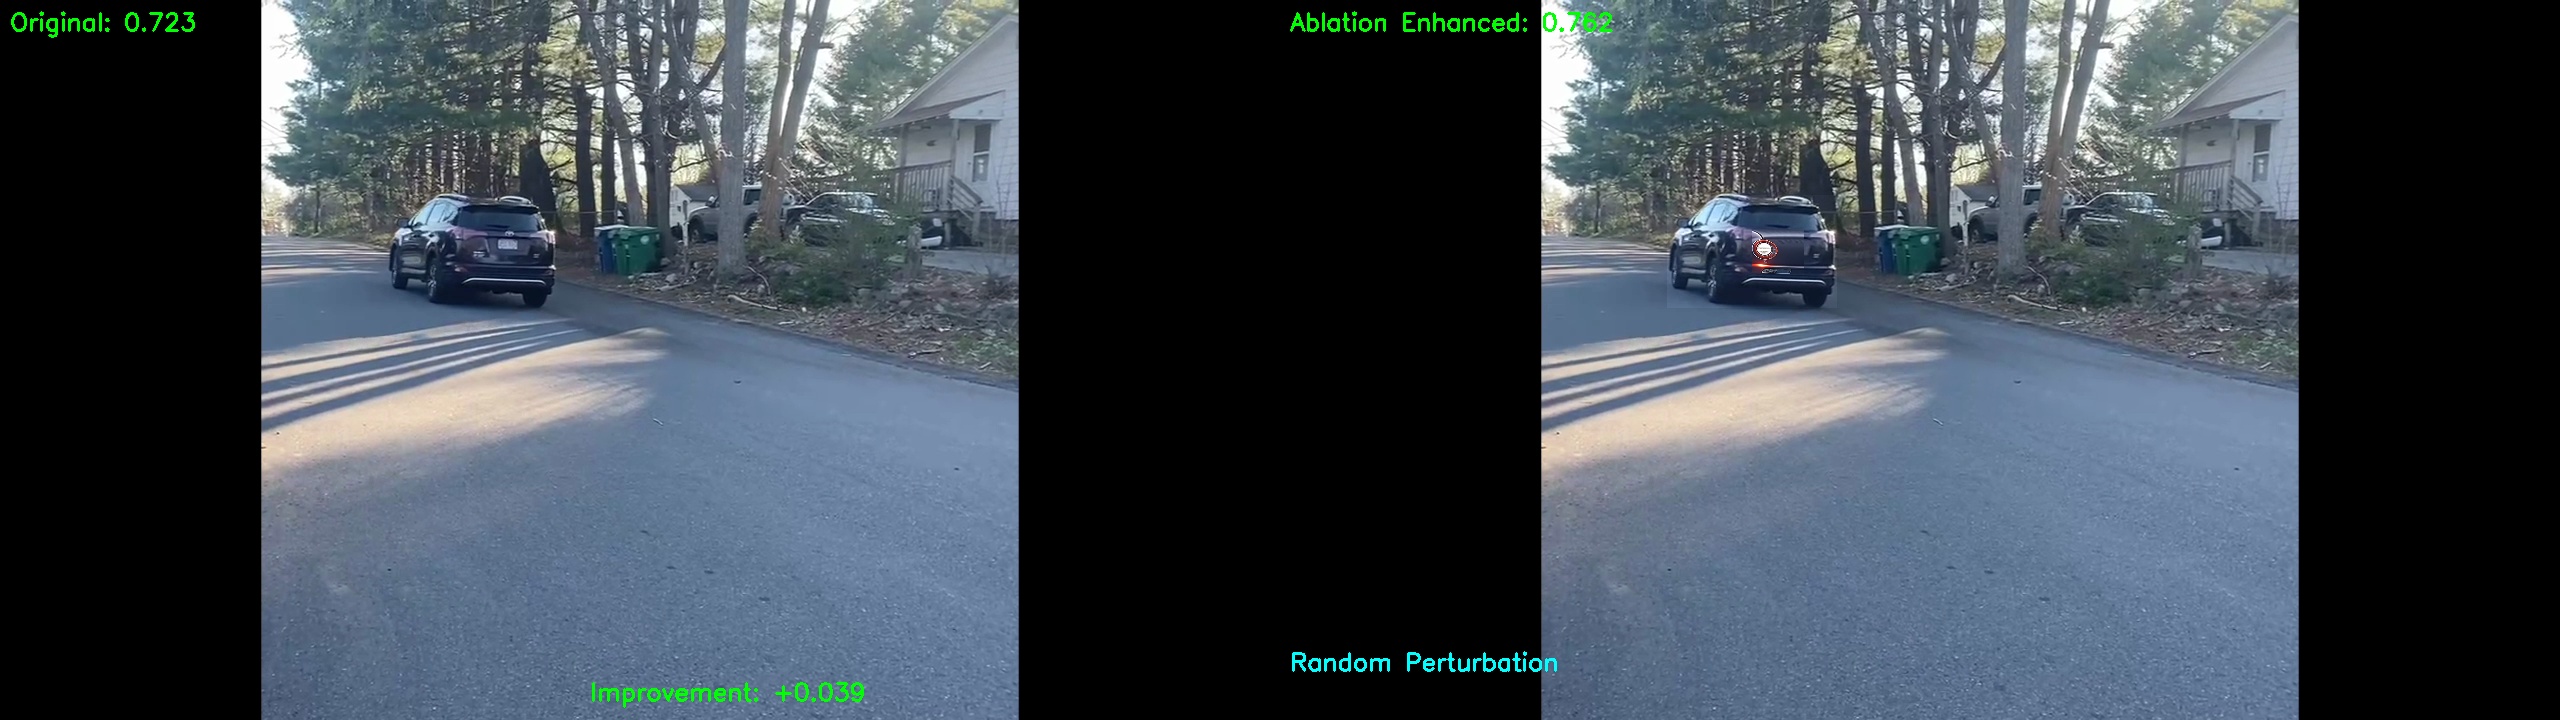 Original: 0.723
Ablation Enhanced: 0.762
Random Perturbation
Improvement: +0.039